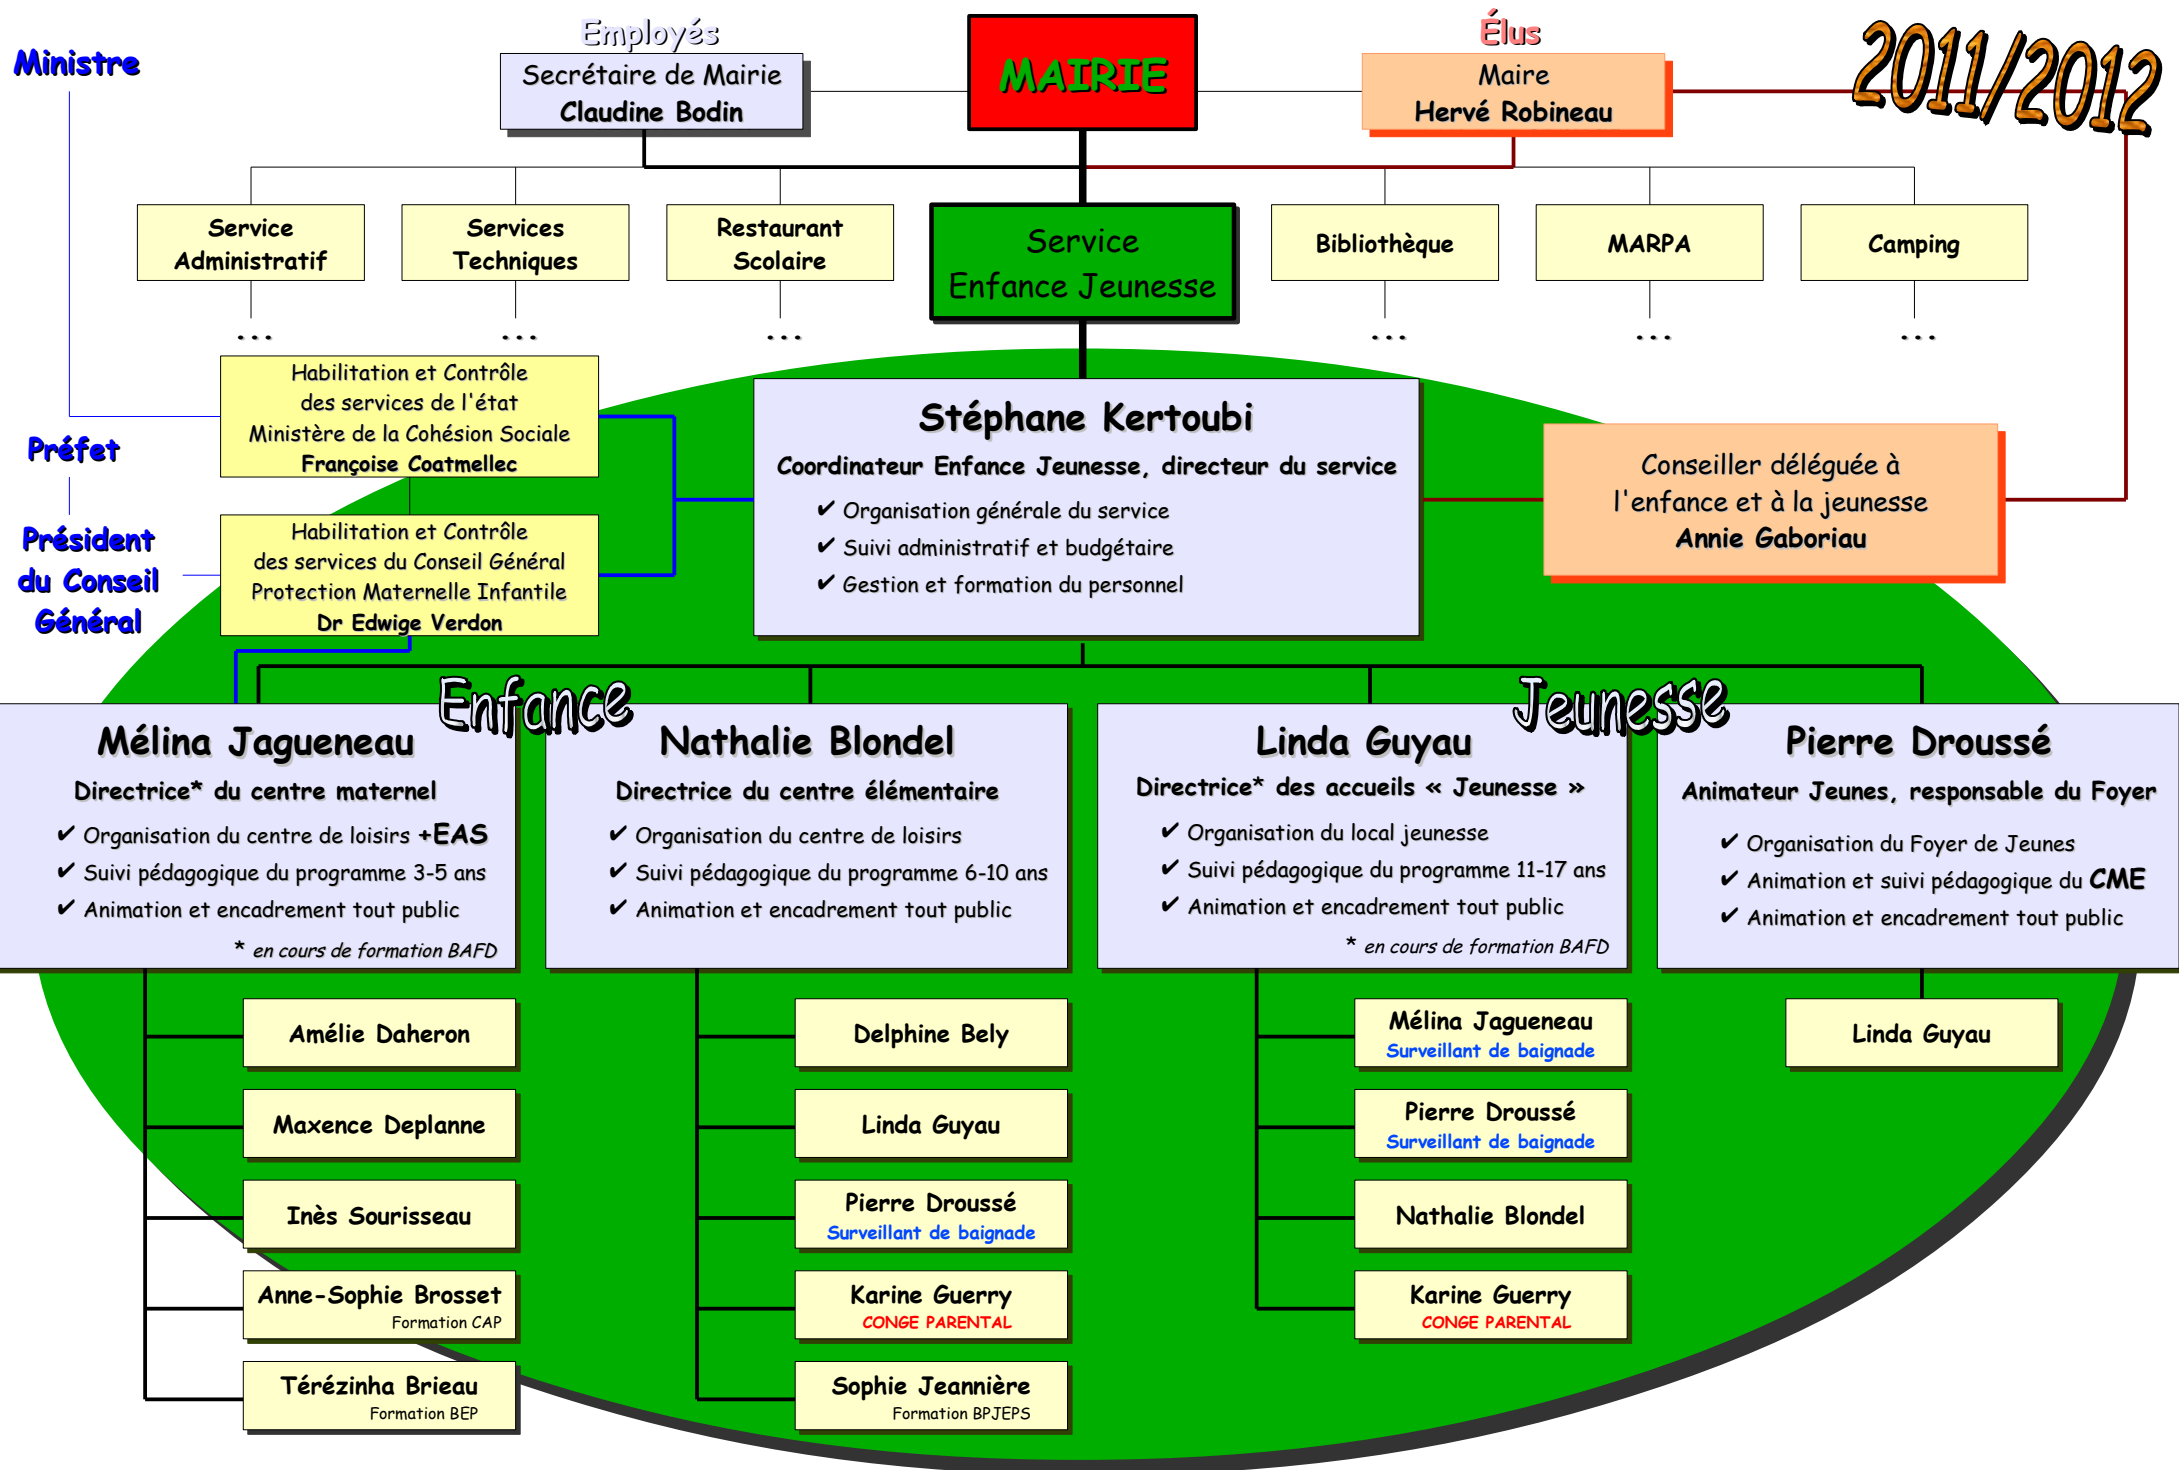 Employés
Élus
2011/2012
Ministre
Secrétaire de Mairie
Claudine Bodin
MAIRIE
Maire
Hervé Robineau
Service
Administratif
Services
Techniques
Restaurant
Scolaire
Service
Enfance Jeunesse
Bibliothèque
MARPA
Camping
...
...
...
...
...
...
Habilitation et Contrôle
des services de l'état
Ministère de la Cohésion Sociale
Françoise Coatmellec
Préfet
Président
du Conseil
Général
Habilitation et Contrôle
des services du Conseil Général
Protection Maternelle Infantile
Dr Edwige Verdon
Stéphane Kertoubi
Coordinateur Enfance Jeunesse, directeur du service
✔ Organisation générale du service
✔ Suivi administratif et budgétaire
✔ Gestion et formation du personnel
Conseiller déléguée à
l'enfance et à la jeunesse
Annie Gaboriau
Enfance
Jeunesse
Mélina Jagueneau
Directrice* du centre maternel
✔ Organisation du centre de loisirs +EAS
✔ Suivi pédagogique du programme 3-5 ans
✔ Animation et encadrement tout public
* en cours de formation BAFD
Nathalie Blondel
Directrice du centre élémentaire
✔ Organisation du centre de loisirs
✔ Suivi pédagogique du programme 6-10 ans
✔ Animation et encadrement tout public
Linda Guyau
Directrice* des accueils « Jeunesse »
✔ Organisation du local jeunesse
✔ Suivi pédagogique du programme 11-17 ans
✔ Animation et encadrement tout public
* en cours de formation BAFD
Pierre Droussé
Animateur Jeunes, responsable du Foyer
✔ Organisation du Foyer de Jeunes
✔ Animation et suivi pédagogique du CME
✔ Animation et encadrement tout public
Amélie Daheron
Maxence Deplanne
Inès Sourisseau
Anne-Sophie Brosset
Formation CAP
Térézinha Brieau
Formation BEP
Delphine Bely
Linda Guyau
Pierre Droussé
Surveillant de baignade
Karine Guerry
CONGE PARENTAL
Sophie Jeannière
Formation BPJEPS
Mélina Jagueneau
Surveillant de baignade
Pierre Droussé
Surveillant de baignade
Nathalie Blondel
Karine Guerry
CONGE PARENTAL
Linda Guyau